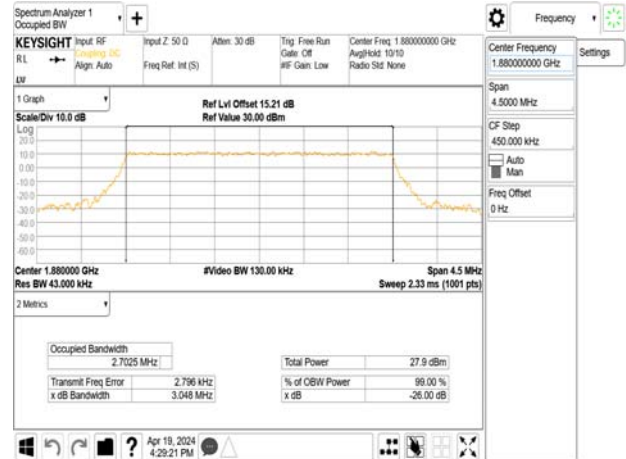 Spectrum Analyzer 1
Occupied BW
Frequency
KEYSIGHT
Input: RF
Input Z: 50 Ω
Atten: 30 dB
Trig: Free Run
Center Freq: 1.880000000 GHz
RL
Coupling: DC
Gate: Off
Avg|Hold: 10/10
Align: Auto
Freq Ref: Int (S)
#IF Gain: Low
Radio Std: None
Center Frequency
1.880000000 GHz
Settings
Span
4.5000 MHz
CF Step
450.000 kHz
Auto
Man
Freq Offset
0 Hz
1 Graph
Ref Lvl Offset 15.21 dB
Scale/Div 10.0 dB
Ref Value 30.00 dBm
Log
20.0
10.0
0.00
-10.0
-20.0
-30.0
-40.0
-50.0
-60.0
Center 1.880000 GHz
#Video BW 130.00 kHz
Span 4.5 MHz
Res BW 43.000 kHz
Sweep 2.33 ms (1001 pts)
2 Metrics
Occupied Bandwidth
2.7025 MHz
Total Power
27.9 dBm
Transmit Freq Error
2.796 kHz
% of OBW Power
99.00 %
x dB Bandwidth
3.048 MHz
x dB
-26.00 dB
Apr 19, 2024
4:29:21 PM